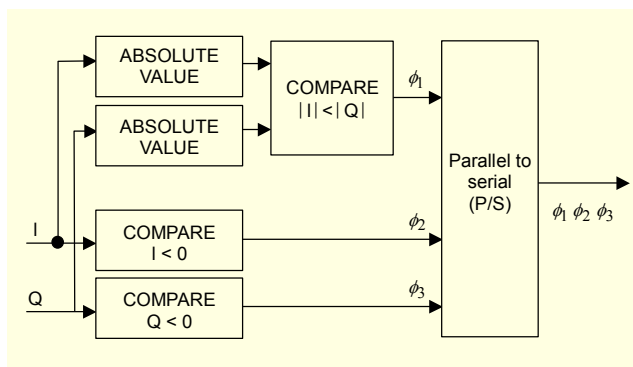 ABSOLUTE
VALUE
ABSOLUTE
VALUE
COMPARE
|I|<|Q|
ϕ1
Parallel to
serial
(P/S)
ϕ1 ϕ2 ϕ3
I
COMPARE
I < 0
ϕ2
Q
COMPARE
Q < 0
ϕ3